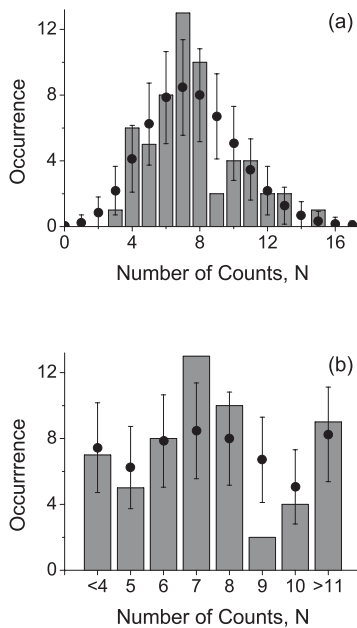 (a)
12
8
4
0
Occurrence
0 4 8 12 16
Number of Counts, N
(b)
12
8
4
0
Occurrrence
<4 5 6 7 8 9 10 >11
Number of Counts, N